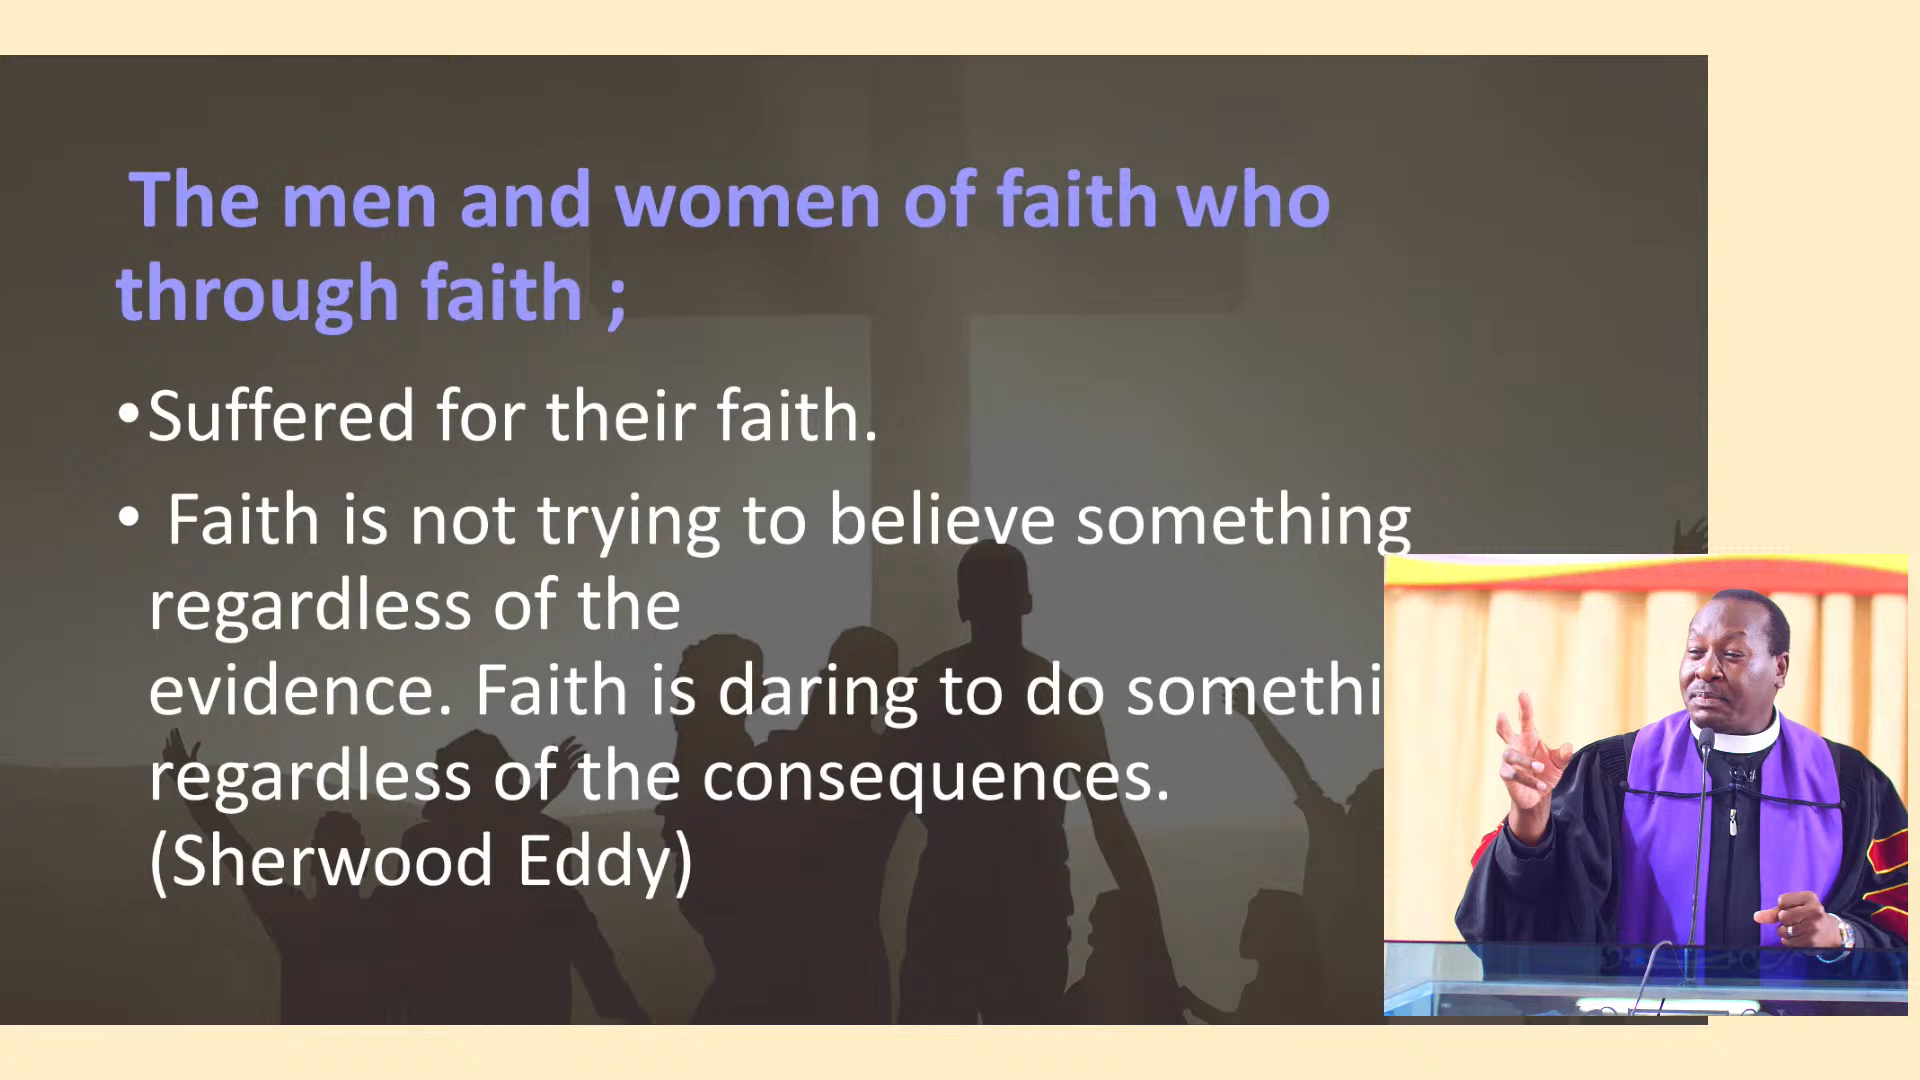 The men and women of faith who
through faith ;
•Suffered for their faith.
• Faith is not trying to believe something
regardless of the
evidence. Faith is daring to do somethi
regardless of the consequences.
(Sherwood Eddy)